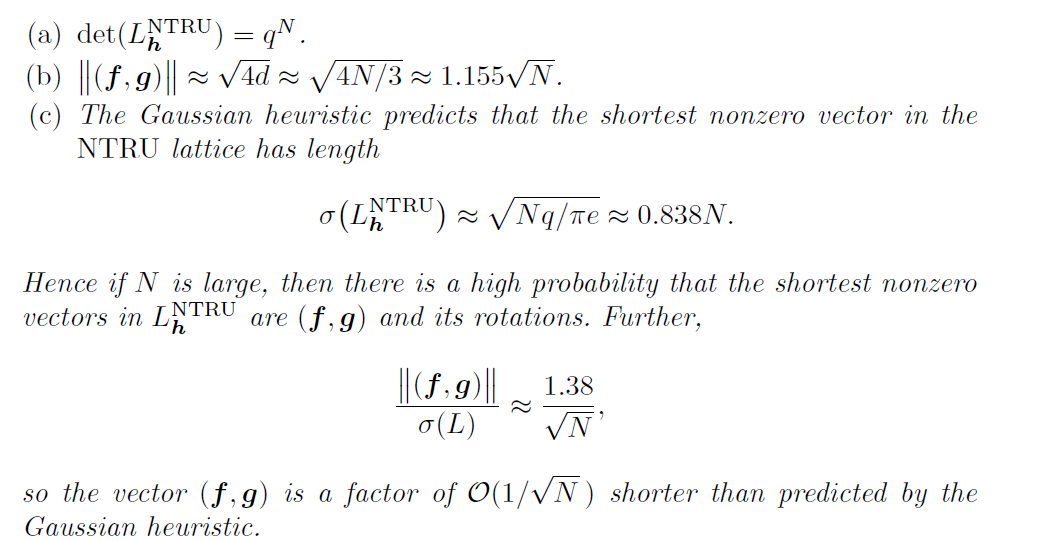 (a) det(L_h^NTRU) = q^N.
(b) ‖(f, g)‖ ≈ √4d ≈ √4N/3 ≈ 1.155√N.
(c) The Gaussian heuristic predicts that the shortest nonzero vector in the
NTRU lattice has length
σ(L_h^NTRU) ≈ √Nq/πe ≈ 0.838N.
Hence if N is large, then there is a high probability that the shortest nonzero
vectors in L_h^NTRU are (f, g) and its rotations. Further,
‖(f, g)‖ / σ(L) ≈ 1.38 / √N,
so the vector (f, g) is a factor of O(1/√N) shorter than predicted by the
Gaussian heuristic.